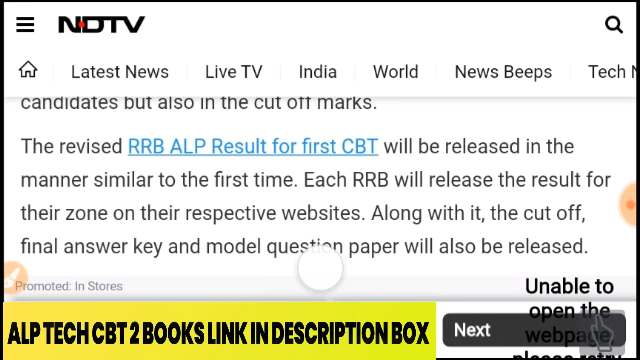 NDTV
Latest News Live TV India World News Beeps Tech N
candidates but also in the cut off marks.
The revised RRB ALP Result for first CBT will be released in the
manner similar to the first time. Each RRB will release the result for
their zone on their respective websites. Along with it, the cut off,
final answer key and model question paper will also be released.
Promoted: In Stores
Unable to
open the
webpage
please retry
ALP TECH CBT 2 BOOKS LINK IN DESCRIPTION BOX
Next